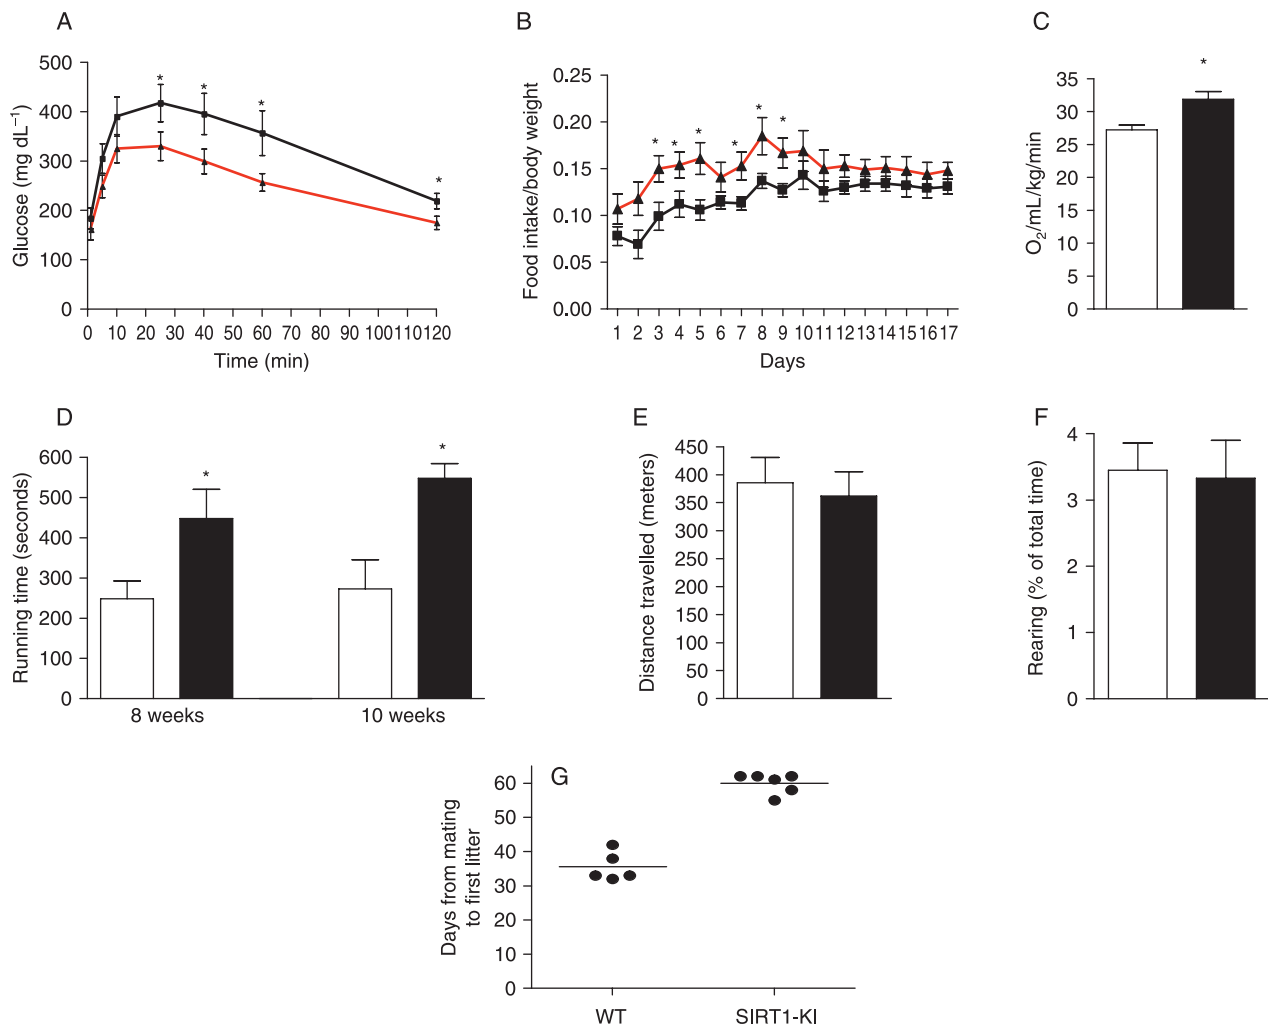 A
Glucose (mg dL⁻¹)
500
400
300
200
100
0
* * * *
0 10 20 30 40 50 60 70 80 90 100 110 120
Time (min)
B
Food intake/body weight
0.25
0.20
0.15
0.10
0.05
0.00
* * * * * *
1 2 3 4 5 6 7 8 9 10 11 12 13 14 15 16 17
Days
C
O₂/mL/kg/min
35
30
25
20
15
10
5
0
*
D
Running time (seconds)
600
500
400
300
200
100
0
* *
8 weeks 10 weeks
E
Distance travelled (meters)
450
400
350
300
250
200
150
100
50
0
F
Rearing (% of total time)
4
3
2
1
0
G
Days from mating
to first litter
60
50
40
30
20
10
0
WT SIRT1-KI